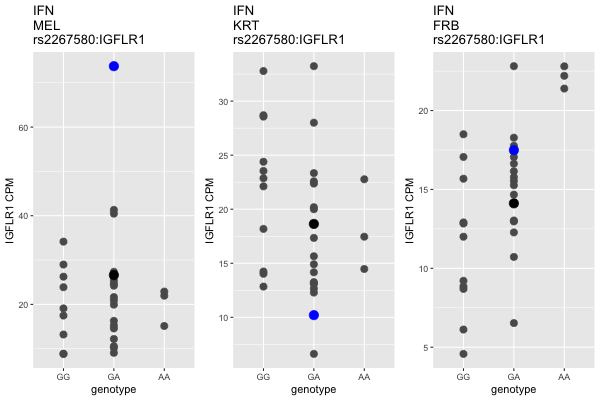 IFN
MEL
rs2267580:IGFLR1
IGFLR1 CPM
60
40
20
GG
GA
AA
genotype
IFN
KRT
rs2267580:IGFLR1
IGFLR1 CPM
30
25
20
15
10
GG
GA
AA
genotype
IFN
FRB
rs2267580:IGFLR1
IGFLR1 CPM
20
15
10
5
GG
GA
AA
genotype